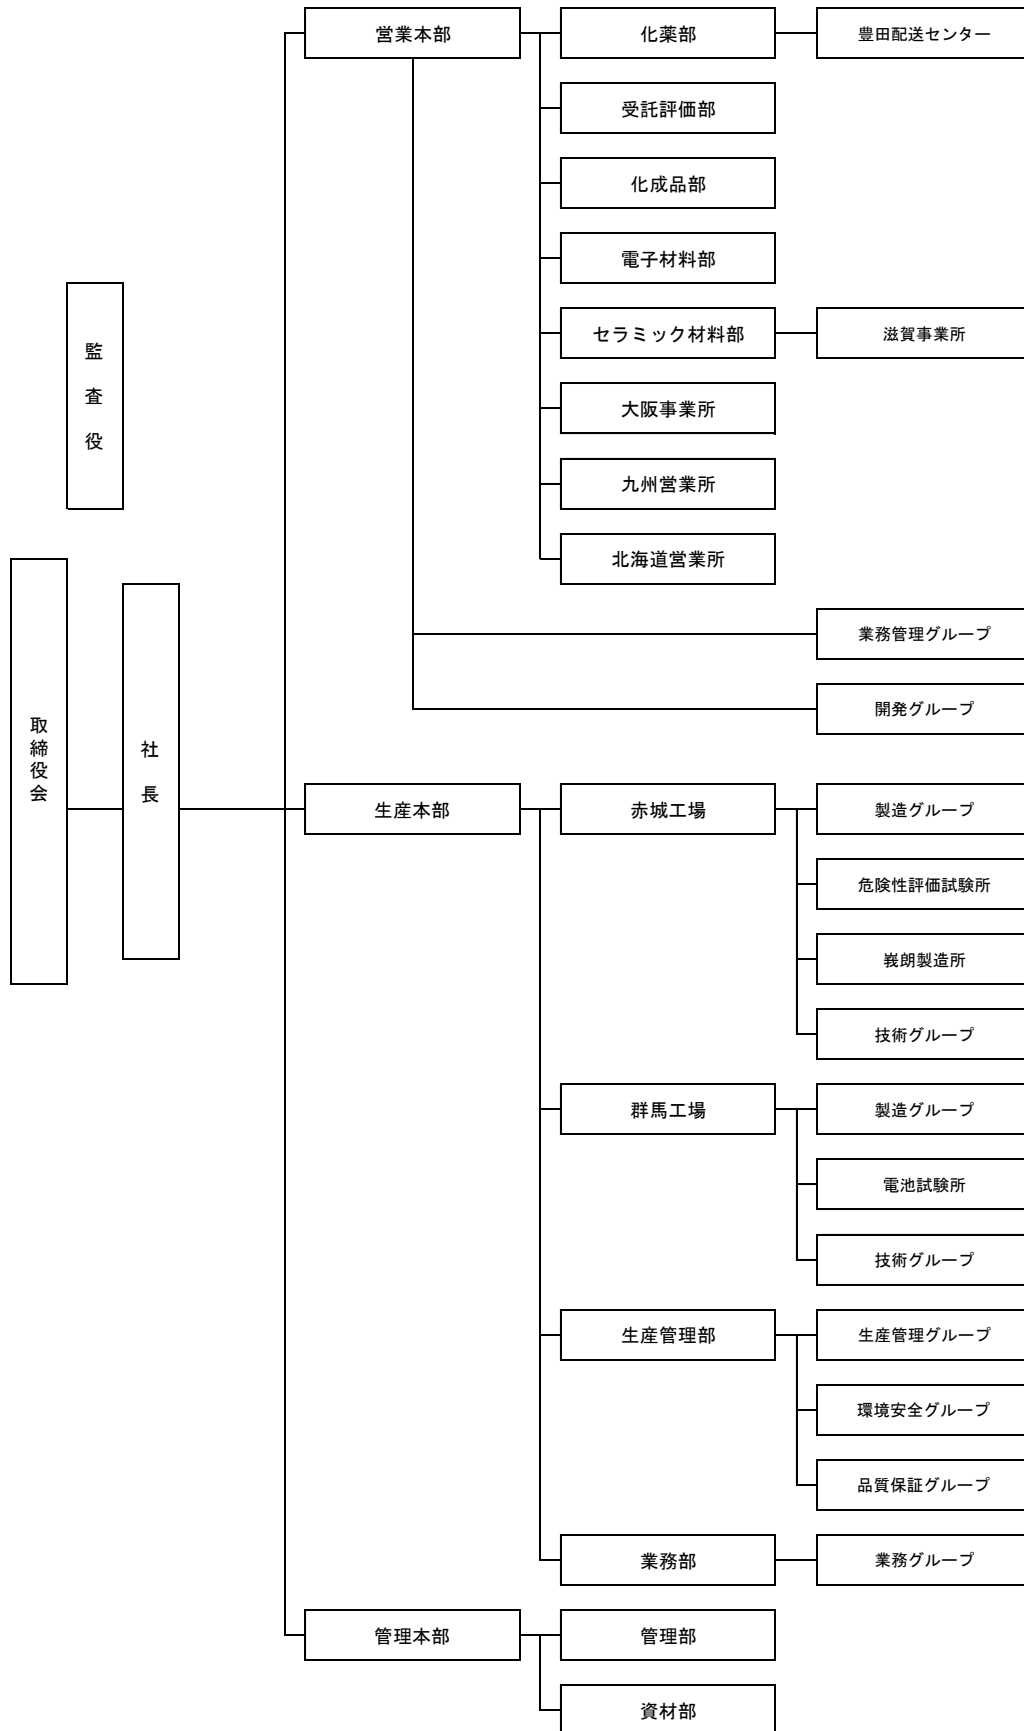 営業本部
化薬部
豊田配送センター
受託評価部
化成品部
電子材料部
セラミック材料部
滋賀事業所
大阪事業所
九州営業所
北海道営業所
業務管理グループ
開発グループ
監査役
取締役会
社長
生産本部
赤城工場
製造グループ
危険性評価試験所
峩朗製造所
技術グループ
群馬工場
製造グループ
電池試験所
技術グループ
生産管理部
生産管理グループ
環境安全グループ
品質保証グループ
業務部
業務グループ
管理本部
管理部
資材部